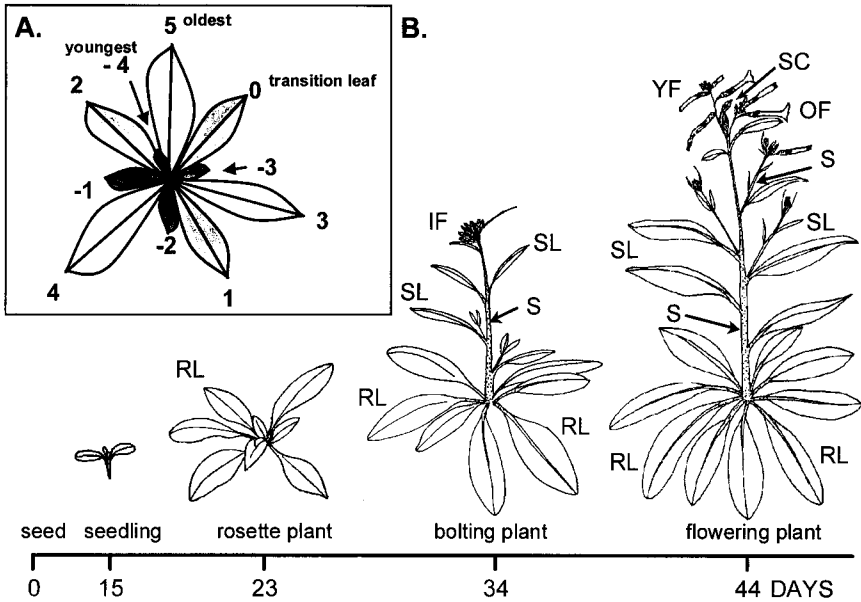 A.
5 oldest
youngest
- 4
2
0 transition leaf
-1
-3
-2
3
4
1
B.
SC
YF
OF
S
IF
SL
SL
SL
SL
S
S
RL
RL
RL
RL
RL
seed seedling rosette plant bolting plant flowering plant
0 15 23 34 44 DAYS